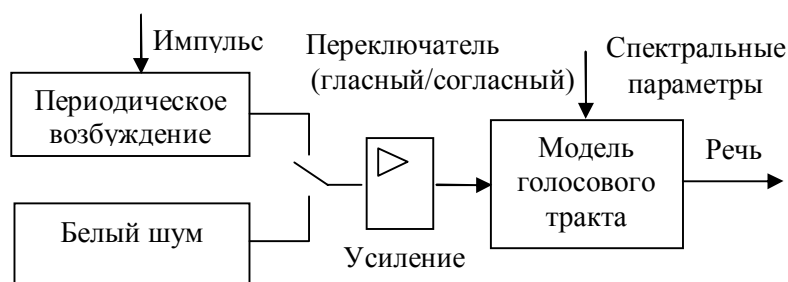 Импульс
Переключатель
(гласный/согласный)
Спектральные
параметры
Периодическое
возбуждение
Модель
голосового
тракта
Речь
Белый шум
Усиление